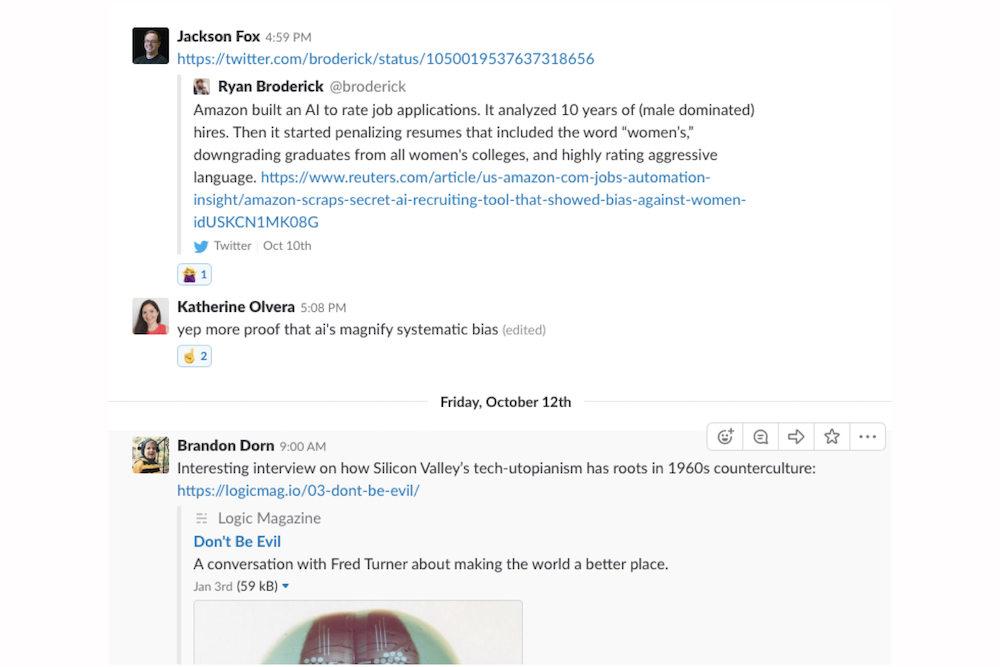 Jackson Fox 4:59 PM
https://twitter.com/broderick/status/1050019537637318656
Ryan Broderick @broderick
Amazon built an AI to rate job applications. It analyzed 10 years of (male dominated)
hires. Then it started penalizing resumes that included the word “women’s,”
downgrading graduates from all women's colleges, and highly rating aggressive
language. https://www.reuters.com/article/us-amazon-com-jobs-automation-
insight/amazon-scraps-secret-ai-recruiting-tool-that-showed-bias-against-women-
idUSKCN1MK08G
Twitter | Oct 10th
1
Katherine Olvera 5:08 PM
yep more proof that ai's magnify systematic bias (edited)
2
Friday, October 12th
Brandon Dorn 9:00 AM
Interesting interview on how Silicon Valley’s tech-utopianism has roots in 1960s counterculture:
https://logicmag.io/03-dont-be-evil/
Logic Magazine
Don't Be Evil
A conversation with Fred Turner about making the world a better place.
Jan 3rd (59 kB)